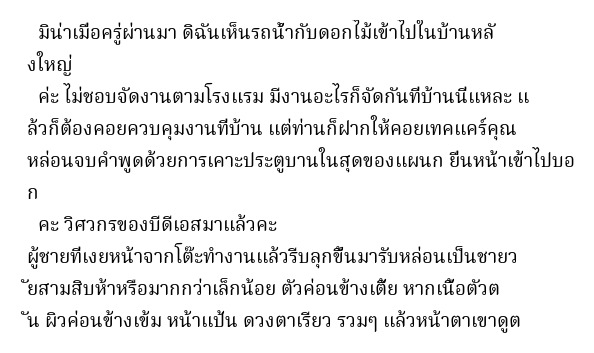 มิน่าเมื่อครู่ผ่านมา ดิฉันเห็นรถน้ำกับดอกไม้เข้าไปในบ้านหลั
งใหญ่
ค่ะ ไม่ชอบจัดงานตามโรงแรม มีงานอะไรก็จัดกันที่บ้านนี่แหละ แ
ล้วก็ต้องคอยควบคุมงานที่บ้าน แต่ท่านก็ฝากให้คอยเทคแคร์คุณ
หล่อนจบคำพูดด้วยการเคาะประตูบานในสุดของแผนก ยื่นหน้าเข้าไปบอ
ก
คะ วิศวกรของบีดีเอสมาแล้วคะ
ผู้ชายที่เงยหน้าจากโต๊ะทำงานแล้วรีบลุกขึ้นมารับหล่อนเป็นชายว
ัยสามสิบห้าหรือมากกว่าเล็กน้อย ตัวค่อนข้างเตี้ย หากเนื้อตัวต
ัน ผิวค่อนข้างเข้ม หน้าแป้น ดวงตาเรียว รวมๆ แล้วหน้าตาเขาดูต